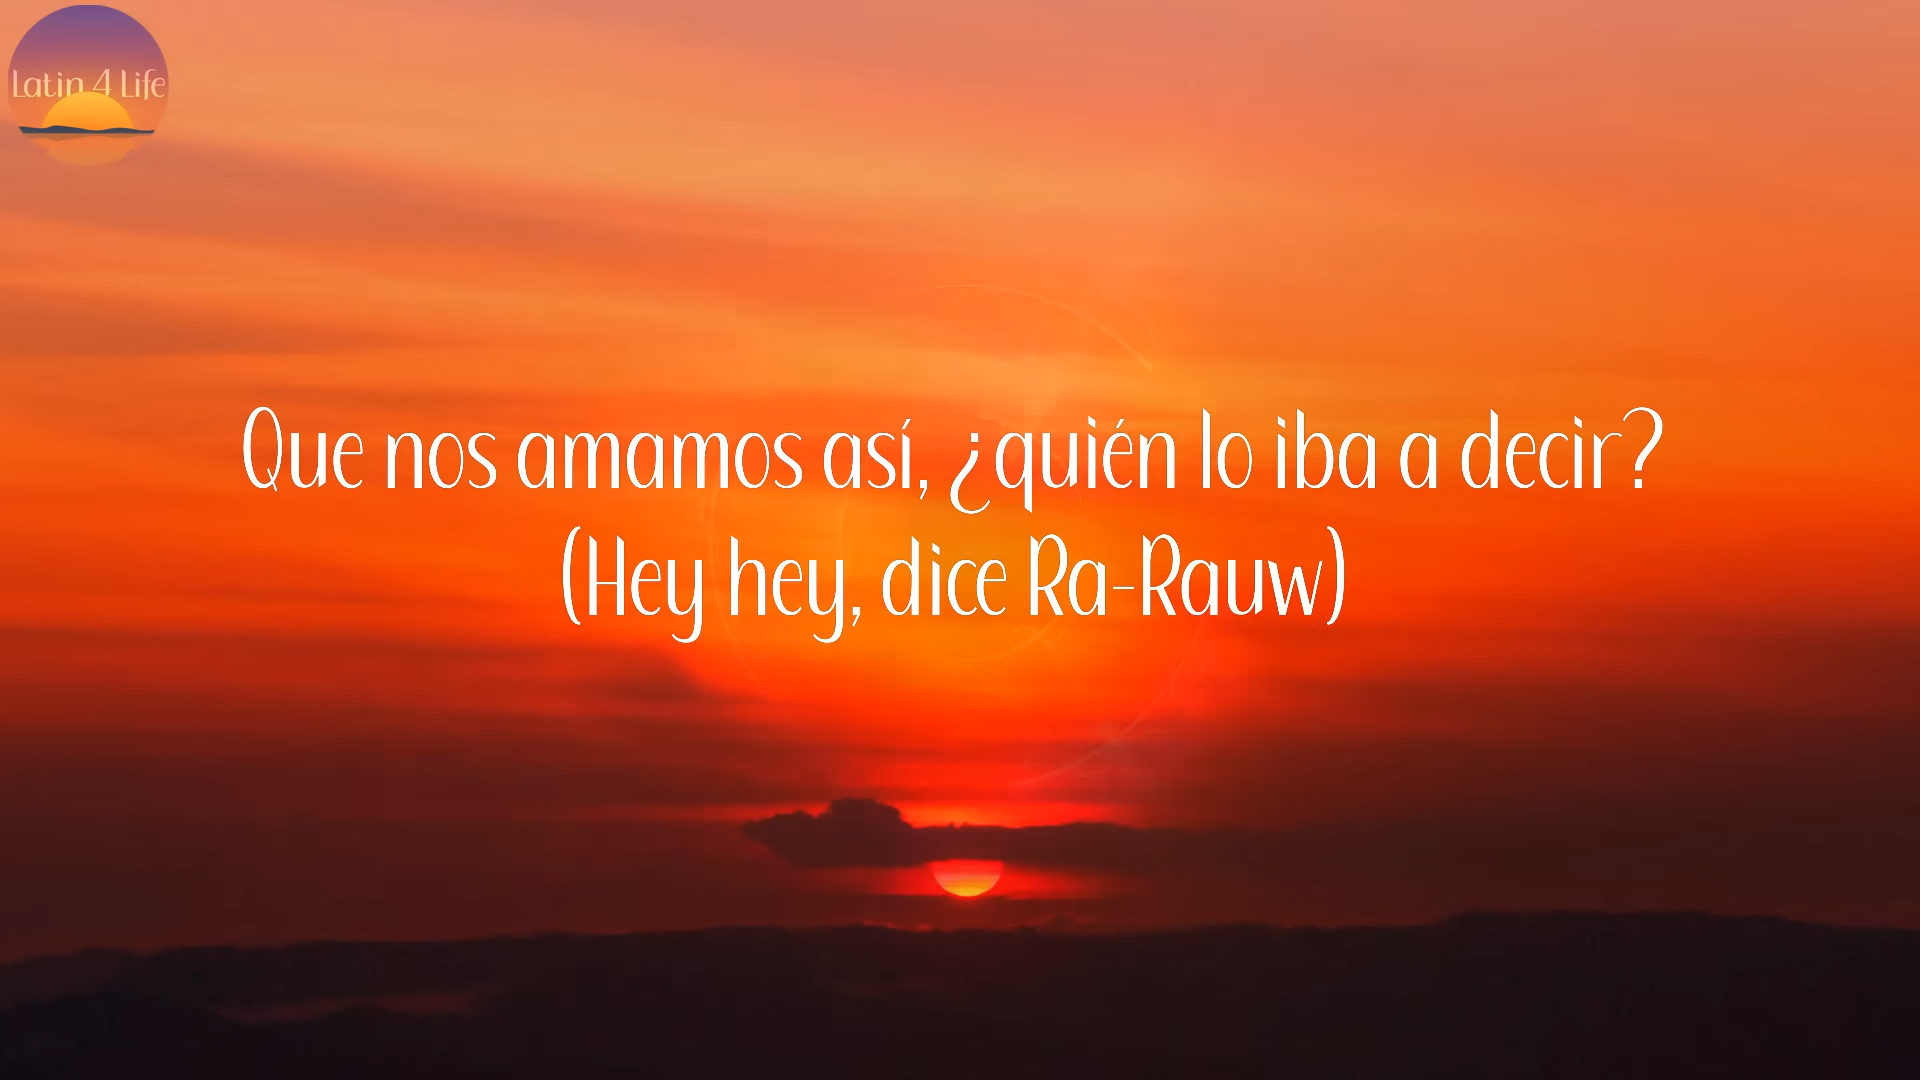 Latin 4 Life
Que nos amamos así, ¿quién lo iba a decir?
(Hey hey, dice Ra-Rauw)